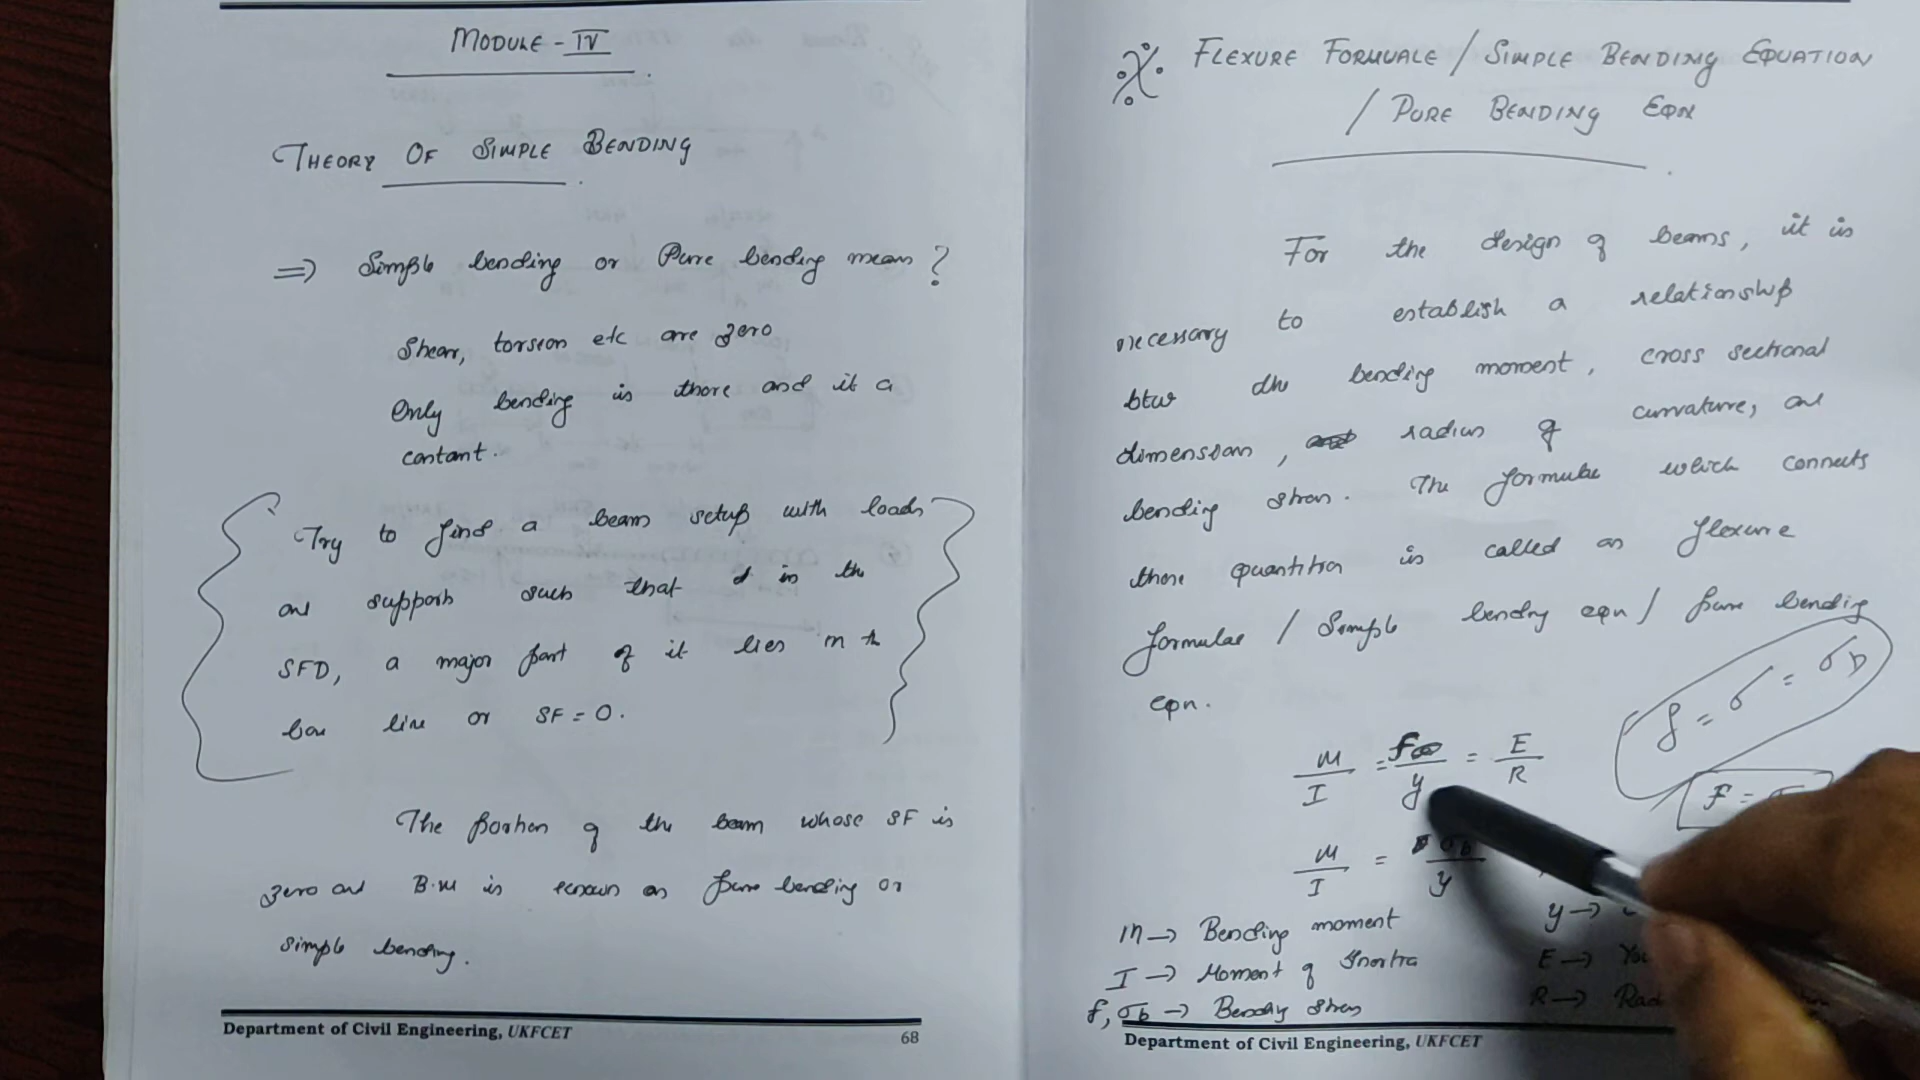 MODULE - IV
THEORY OF SIMPLE BENDING
=> Simple bending or Pure bending mean ?
Shear, torsion etc are zero
Only bending is there and it a
contant.
Try to find a beam setup with loads
and supports such that in the
SFD, a major part of it lies in the
base line or SF = 0.
The portion of the beam whose SF is
zero and B.M is known as pure bending or
simple bending.
Department of Civil Engineering, UKFCET
68
FLEXURE FORMUALE / SIMPLE BENDING EQUATION
/ PURE BENDING EQN
For the design of beams, it is
necessary to establish a relationship
btw the bending moment, cross sectional
dimension, radius of curvature, and
bending stress. The formulae which connects
these quantities is called as flexure
formulae / Simple bending eqn / pure bending
eqn.
f = σ = σb
M/I = f/y = E/R
F = σ
M/I = σb/y
M → Bending moment
y →
I → Moment of Inertia
E → You
f, σb → Bending stress
R → Rad
Department of Civil Engineering, UKFCET